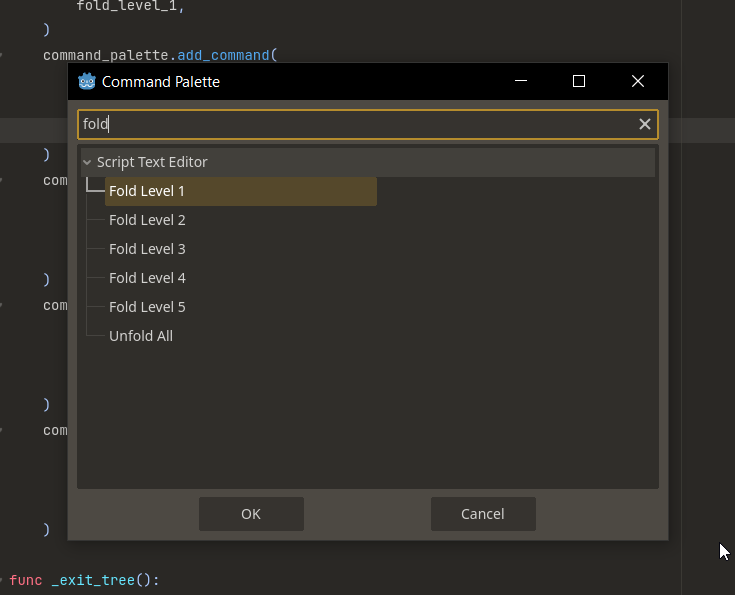 fold_level_1,
)
command_palette.add_command(
Command Palette
fold
)
com
Script Text Editor
Fold Level 1
Fold Level 2
Fold Level 3
)
Fold Level 4
com
Fold Level 5
Unfold All
)
com
OK
Cancel
)
func _exit_tree():